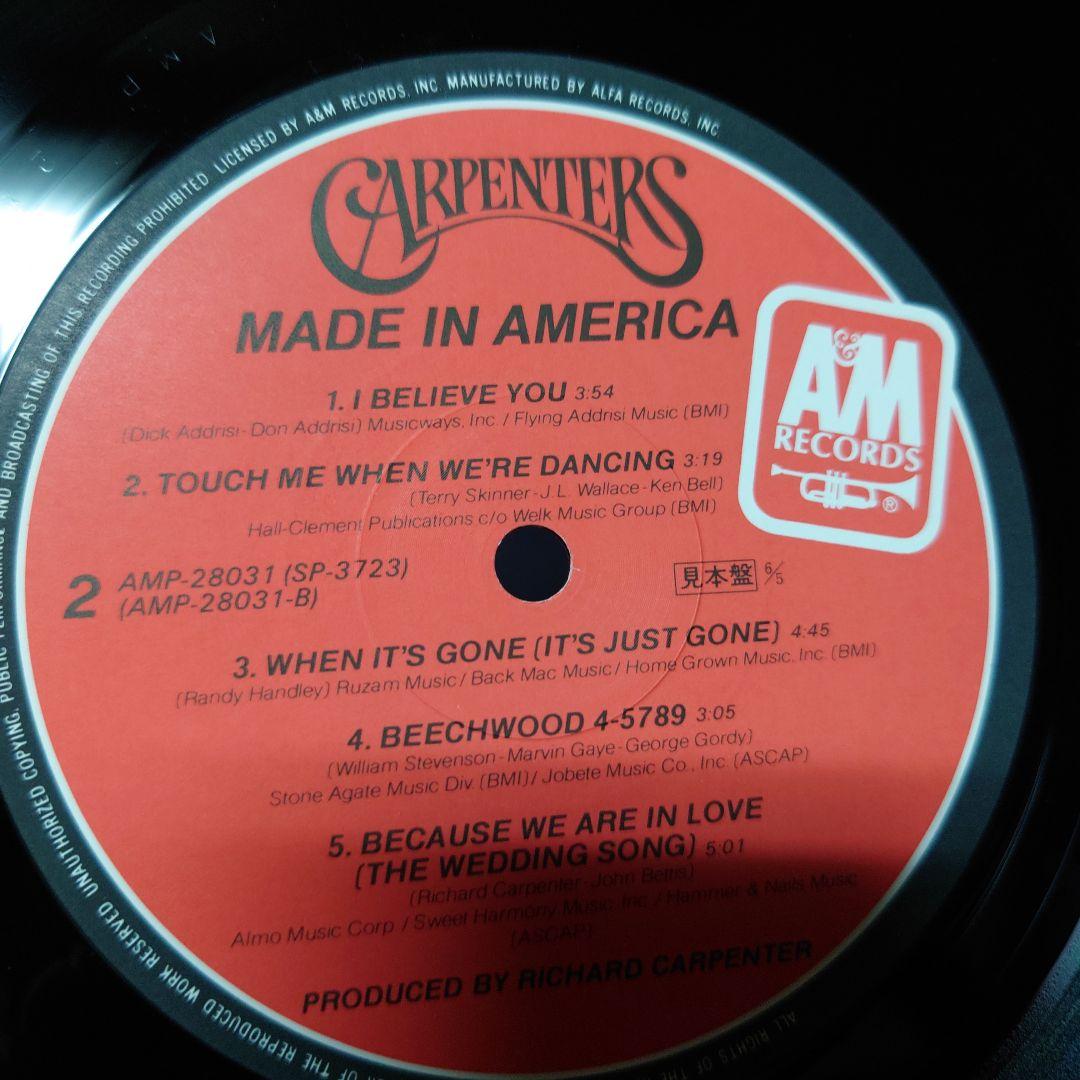 CARPENTERS
MADE IN AMERICA
1. I BELIEVE YOU 3:54
(Dick Addrisi-Don Addrisi) Musicways, Inc. / Flying Addrisi Music (BMI)
2. TOUCH ME WHEN WE'RE DANCING 3:19
(Terry Skinner-J.L. Wallace-Ken Bell)
Hall-Clement Publications c/o Welk Music Group (BMI)
A&M
RECORDS
®
2
AMP-28031 (SP-3723)
(AMP-28031-B)
見本盤 6/5
3. WHEN IT'S GONE (IT'S JUST GONE) 4:45
(Randy Handley) Ruzam Music / Back Mac Music / Home Grown Music, Inc. (BMI)
4. BEECHWOOD 4-5789 3:05
(William Stevenson-Marvin Gaye-George Gordy)
Stone Agate Music Div. (BMI) / Jobete Music Co., Inc. (ASCAP)
5. BECAUSE WE ARE IN LOVE
(THE WEDDING SONG) 5:01
(Richard Carpenter-John Bettis)
Almo Music Corp. / Sweet Harmony Music, Inc. / Hammer & Nails Music
(ASCAP)
PRODUCED BY RICHARD CARPENTER
ALL RIGHTS OF THE
OF THE REPRODUCED WORK RESERVED UNAUTHORIZED COPYING, PUBLIC PERFORMANCE AND BROADCASTING OF THIS RECORDING PROHIBITED LICENSED BY A&M RECORDS, INC. MANUFACTURED BY ALFA RECORDS, INC.